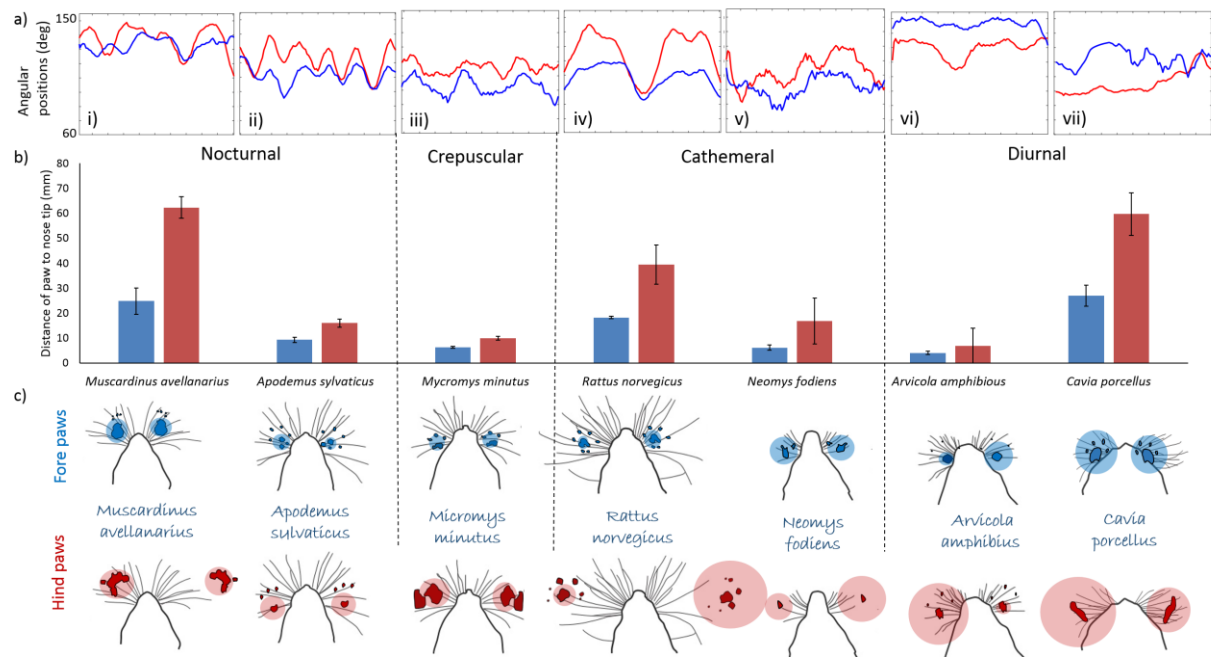 a)
150
60
Angular
positions (deg)
i)
ii)
iii)
iv)
v)
vi)
vii)
b)
Nocturnal
Crepuscular
Cathemeral
Diurnal
Distance of paw to nose tip (mm)
80
70
60
50
40
30
20
10
0
Muscardinus avellanarius
Apodemus sylvaticus
Mycromys minutus
Rattus norvegicus
Neomys fodiens
Arvicola amphibious
Cavia porcellus
c)
Fore paws
Muscardinus
avellanarius
Apodemus
sylvaticus
Micromys
minutus
Rattus
norvegicus
Neomys
fodiens
Arvicola
amphibius
Cavia
porcellus
Hind paws